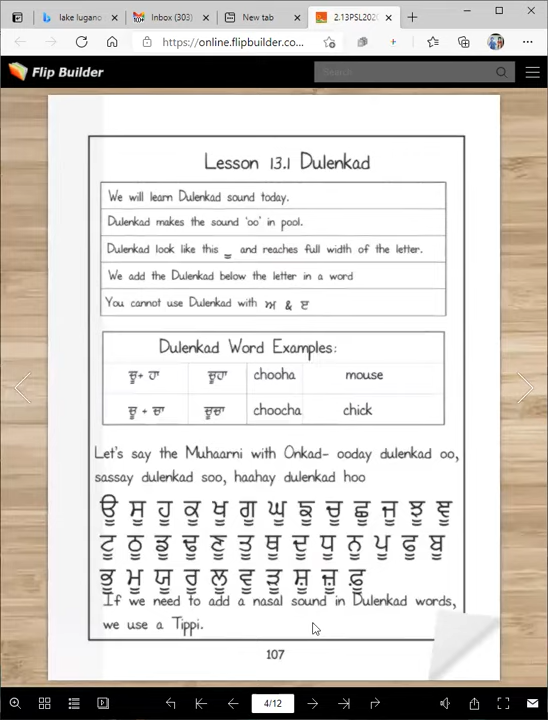 lake lugano
Inbox (303)
New tab
2.13PSL202
https://online.flipbuilder.co...
Flip Builder
Search
Lesson 13.1 Dulenkad
We will learn Dulenkad sound today.
Dulenkad makes the sound 'oo' in pool.
Dulenkad look like this ੂ and reaches full width of the letter.
We add the Dulenkad below the letter in a word
You cannot use Dulenkad with ਅ & ੲ
Dulenkad Word Examples:
ਚੂ+ ਹਾ ਚੂਹਾ chooha mouse
ਚੂ + ਚਾ ਚੂਚਾ choocha chick
Let's say the Muhaarni with Onkad- ooday dulenkad oo,
sassay dulenkad soo, haahay dulenkad hoo
ਊ ਸੂ ਹੂ ਕੂ ਖੂ ਗੂ ਘੂ ਙੂ ਚੂ ਛੂ ਜੂ ਝੂ ਞੂ
ਟੂ ਠੂ ਡੂ ਢੂ ਣੂ ਤੂ ਥੂ ਦੂ ਧੂ ਨੂ ਪੂ ਫੂ ਬੂ
ਭੂ ਮੂ ਯੂ ਰੂ ਲੂ ਵੂ ੜੂ ਸ਼ੂ ਜ਼ੂ ਫ਼ੂ
If we need to add a nasal sound in Dulenkad words,
we use a Tippi.
107
4/12